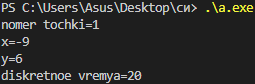 PS C:\Users\Asus\Desktop\си> .\a.exe
nomer tochki=1
x=-9
y=6
diskretnoe vremya=20